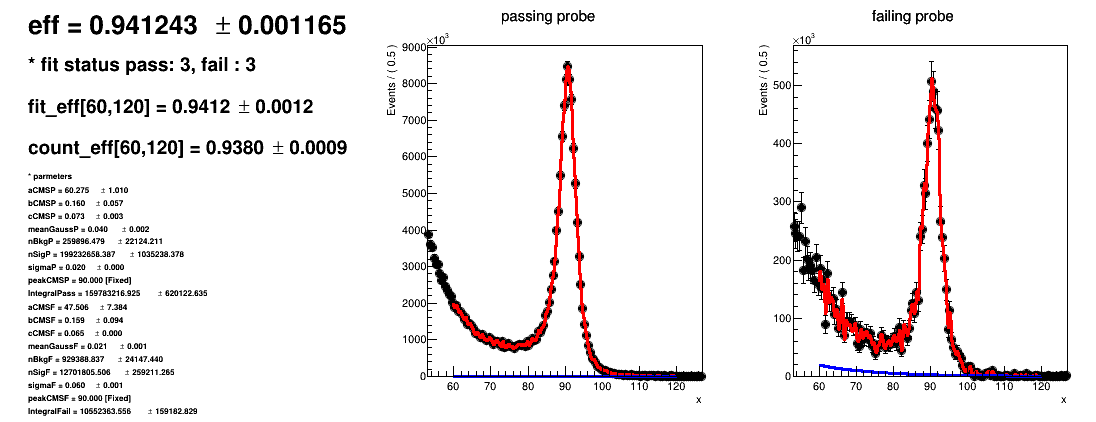 eff = 0.941243 ± 0.001165
* fit status pass: 3, fail : 3
fit_eff[60,120] = 0.9412 ± 0.0012
count_eff[60,120] = 0.9380 ± 0.0009
* parmeters
aCMSP = 60.275 ± 1.010
bCMSP = 0.160 ± 0.057
cCMSP = 0.073 ± 0.003
meanGaussP = 0.040 ± 0.002
nBkgP = 259896.479 ± 22124.211
nSigP = 199232658.387 ± 1035238.378
sigmaP = 0.020 ± 0.000
peakCMSP = 90.000 [Fixed]
IntegralPass = 159783216.925 ± 620122.635
aCMSF = 47.506 ± 7.384
bCMSF = 0.159 ± 0.094
cCMSF = 0.065 ± 0.000
meanGaussF = 0.021 ± 0.001
nBkgF = 929388.837 ± 24147.440
nSigF = 12701805.506 ± 259211.265
sigmaF = 0.060 ± 0.001
peakCMSF = 90.000 [Fixed]
IntegralFail = 10552363.556 ± 159182.829
passing probe
×10³
Events / ( 0.5 )
9000
8000
7000
6000
5000
4000
3000
2000
1000
0
60 70 80 90 100 110 120
x
failing probe
×10³
Events / ( 0.5 )
500
400
300
200
100
0
60 70 80 90 100 110 120
x